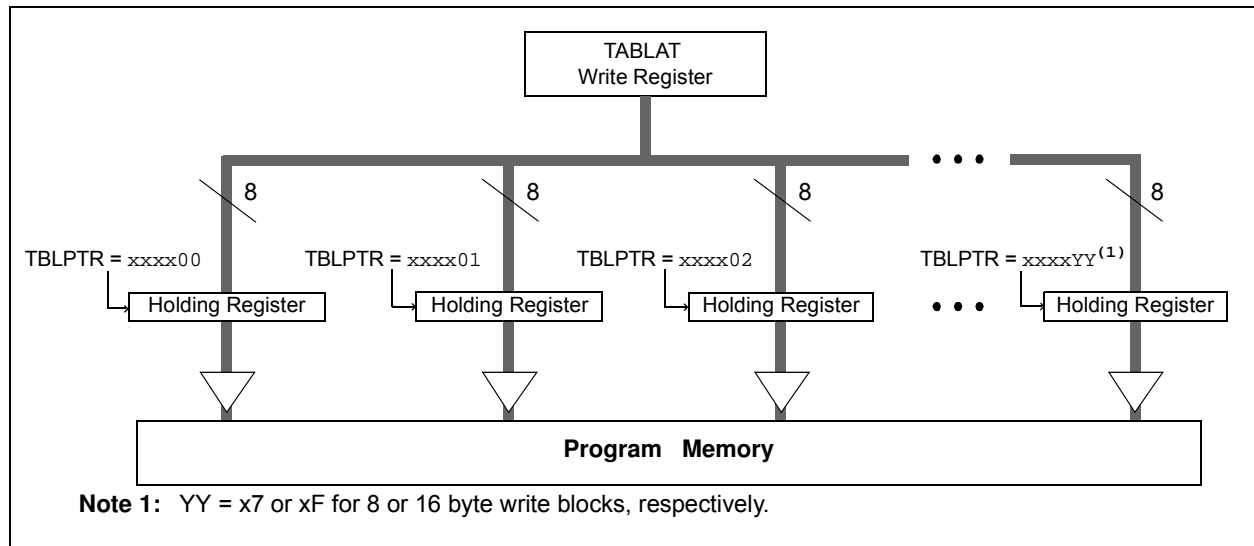 TABLAT
Write Register
• • •
8
8
8
8
TBLPTR = xxxx00
TBLPTR = xxxx01
TBLPTR = xxxx02
TBLPTR = xxxxYY(1)
Holding Register
Holding Register
Holding Register
• • •
Holding Register
Program Memory
Note 1: YY = x7 or xF for 8 or 16 byte write blocks, respectively.